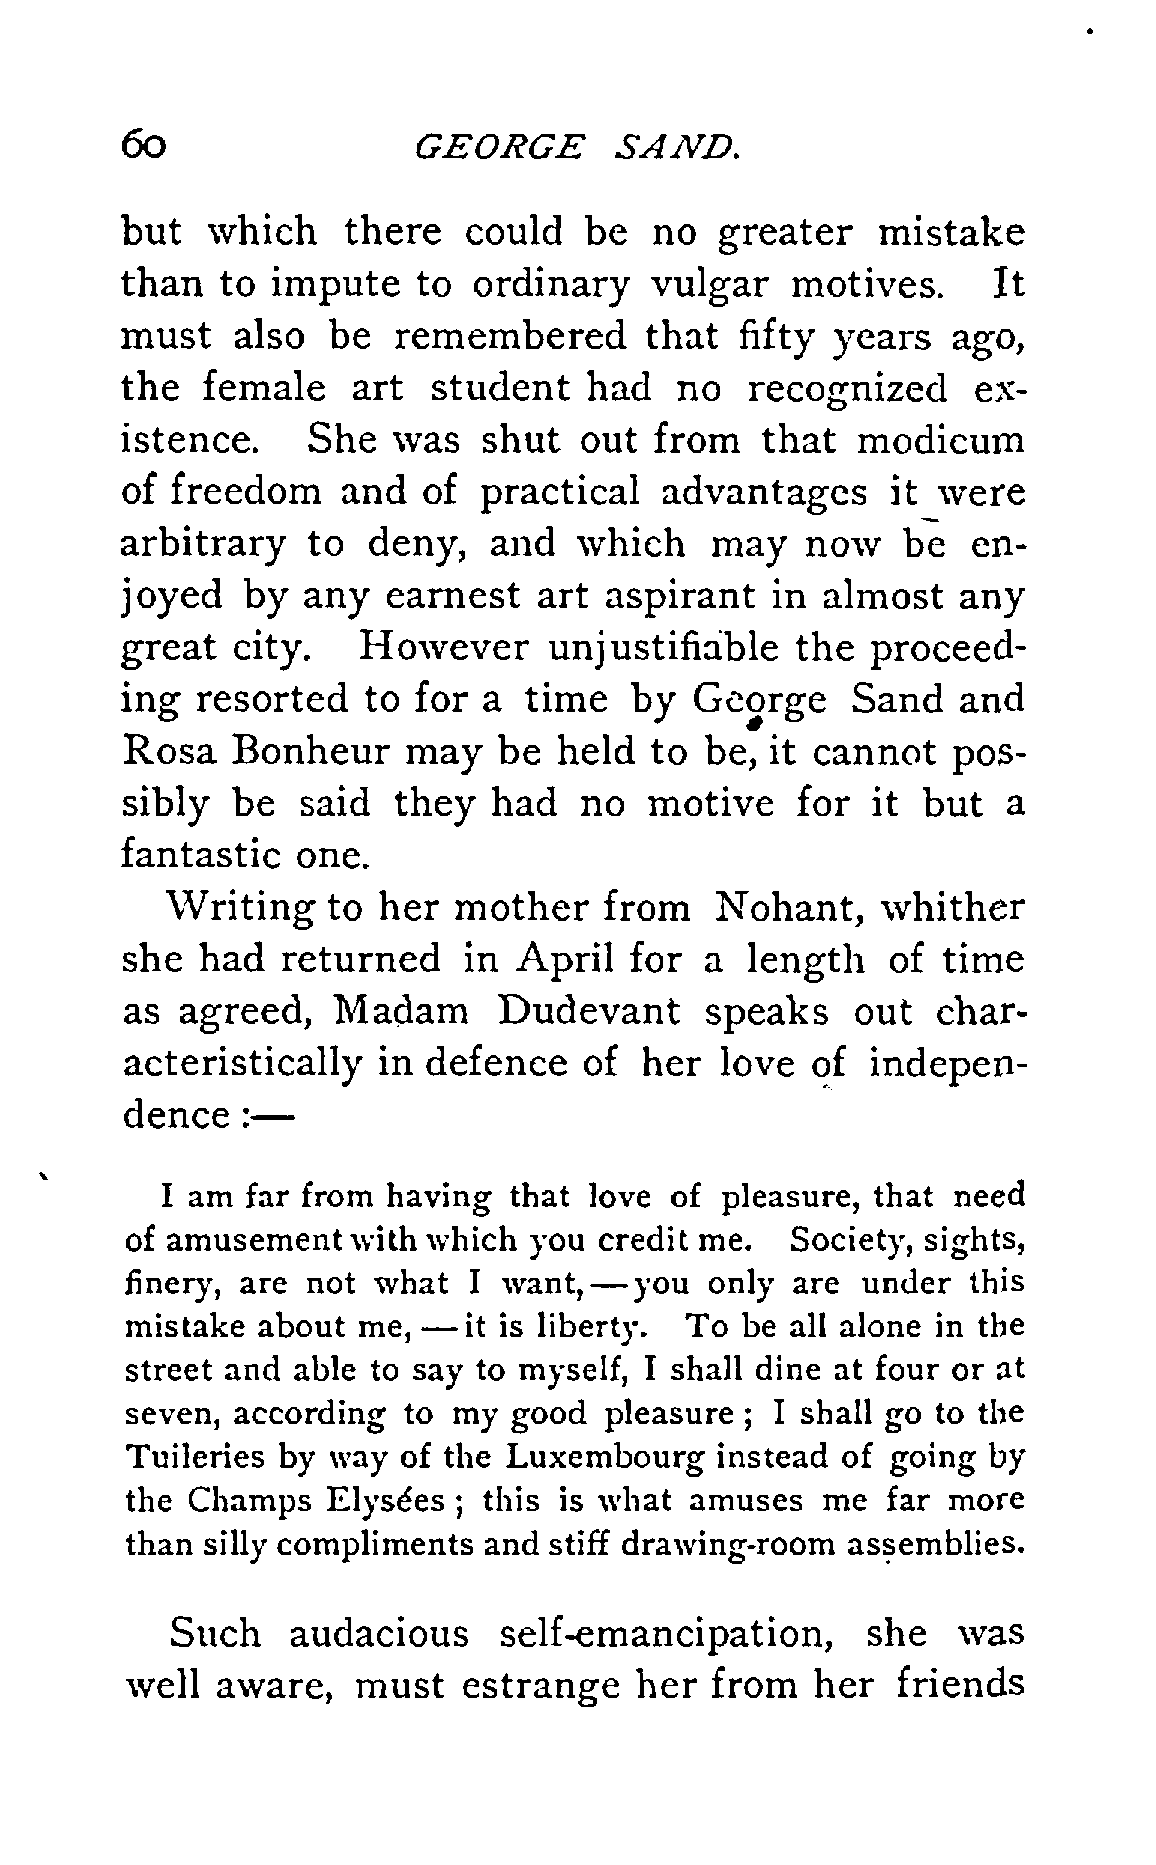 60 GEORGE SAND.
but which there could be no greater mistake
than to impute to ordinary vulgar motives. It
must also be remembered that fifty years ago,
the female art student had no recognized ex-
istence. She was shut out from that modicum
of freedom and of practical advantages it were
arbitrary to deny, and which may now be en-
joyed by any earnest art aspirant in almost any
great city. However unjustifiable the proceed-
ing resorted to for a time by George Sand and
Rosa Bonheur may be held to be, it cannot pos-
sibly be said they had no motive for it but a
fantastic one.
Writing to her mother from Nohant, whither
she had returned in April for a length of time
as agreed, Madam Dudevant speaks out char-
acteristically in defence of her love of indepen-
dence :—
I am far from having that love of pleasure, that need
of amusement with which you credit me. Society, sights,
finery, are not what I want,—you only are under this
mistake about me, — it is liberty. To be all alone in the
street and able to say to myself, I shall dine at four or at
seven, according to my good pleasure ; I shall go to the
Tuileries by way of the Luxembourg instead of going by
the Champs Elysées ; this is what amuses me far more
than silly compliments and stiff drawing-room assemblies.
Such audacious self-emancipation, she was
well aware, must estrange her from her friends